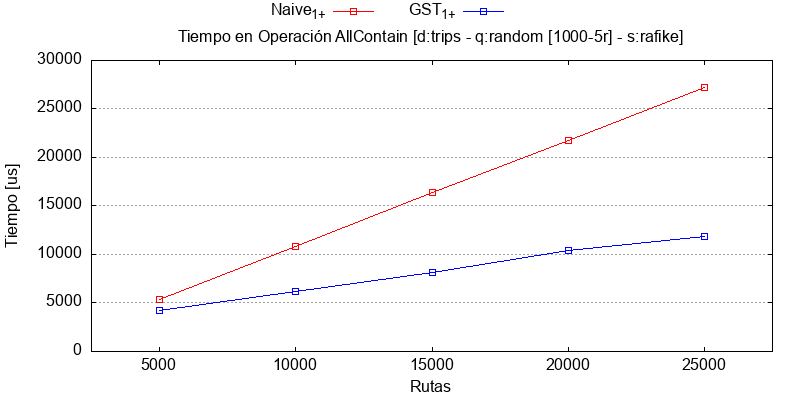 Naive1+ GST1+
Tiempo en Operación AllContain [d:trips - q:random [1000-5r] - s:rafike]
30000
25000
20000
15000
10000
5000
0
Tiempo [us]
5000 10000 15000 20000 25000
Rutas